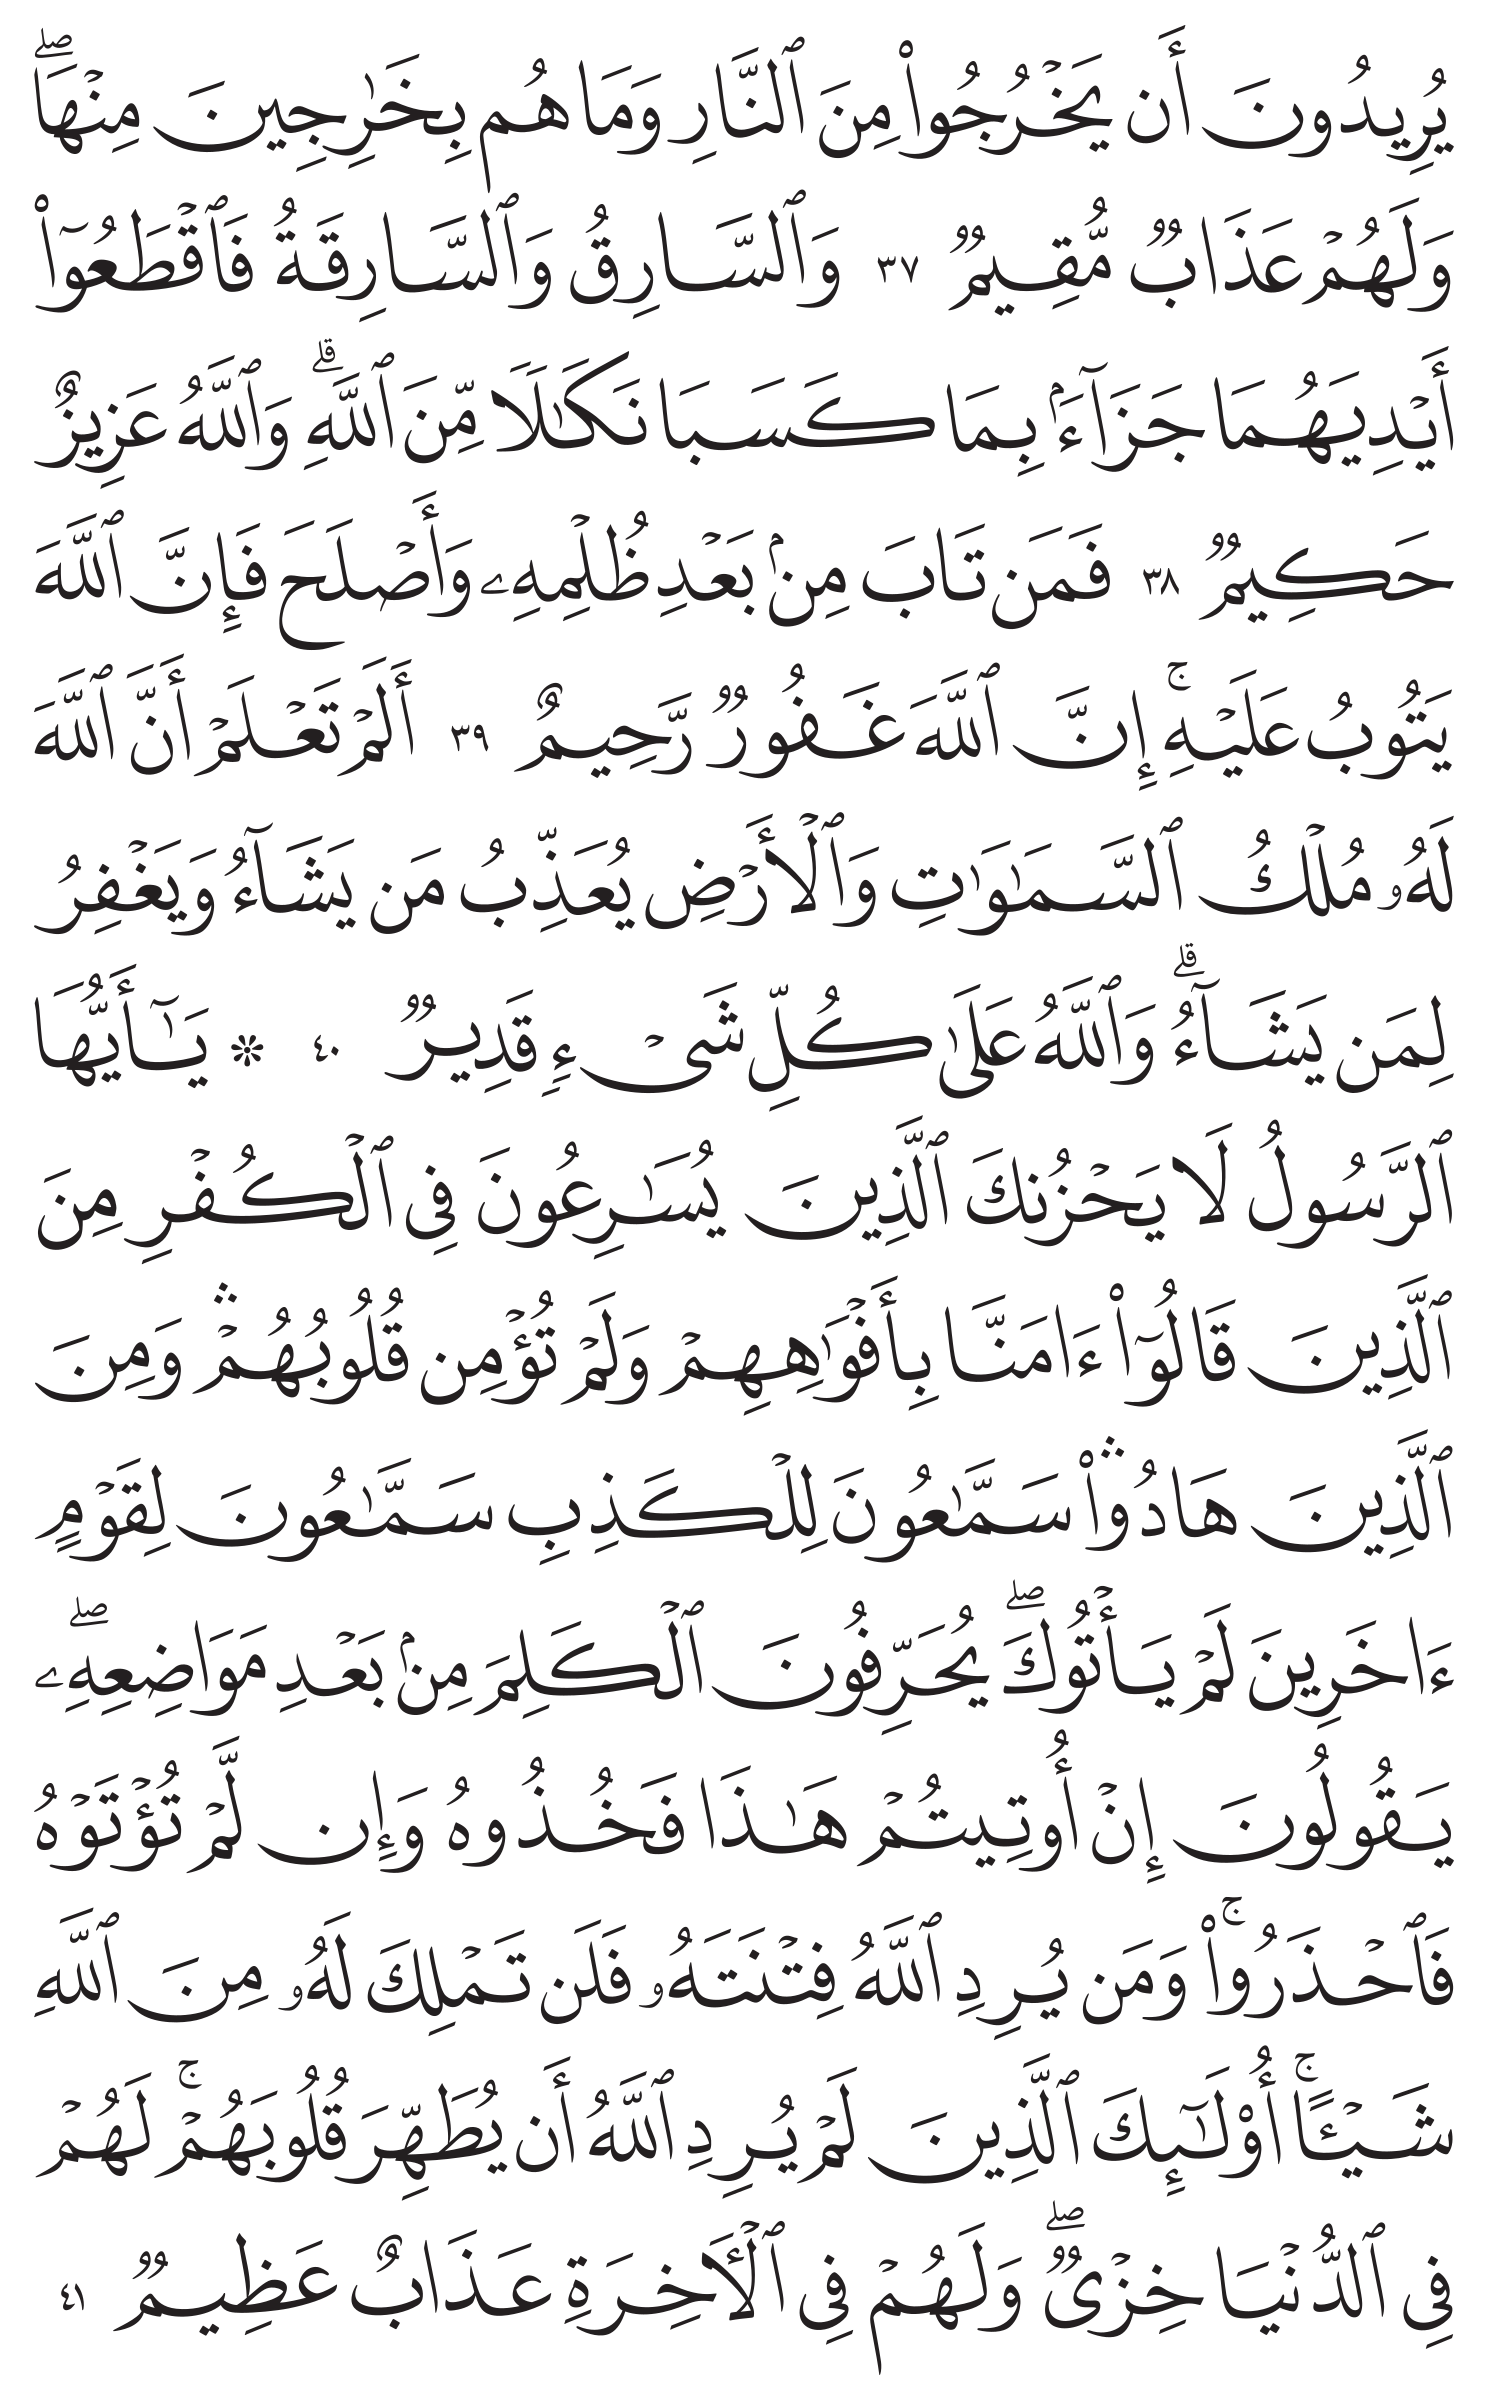 يُرِيدُونَ أَن يَخۡرُجُواْ مِنَ ٱلنَّارِ وَمَا هُم بِخَٰرِجِينَ مِنۡهَاۖ
وَلَهُمۡ عَذَابٞ مُّقِيمٞ ٣٧ وَٱلسَّارِقُ وَٱلسَّارِقَةُ فَٱقۡطَعُوٓاْ
أَيۡدِيَهُمَا جَزَآءَۢ بِمَا كَسَبَا نَكَٰلٗا مِّنَ ٱللَّهِۗ وَٱللَّهُ عَزِيزٌ
حَكِيمٞ ٣٨ فَمَن تَابَ مِنۢ بَعۡدِ ظُلۡمِهِۦ وَأَصۡلَحَ فَإِنَّ ٱللَّهَ
يَتُوبُ عَلَيۡهِۚ إِنَّ ٱللَّهَ غَفُورٞ رَّحِيمٌ ٣٩ أَلَمۡ تَعۡلَمۡ أَنَّ ٱللَّهَ
لَهُۥ مُلۡكُ ٱلسَّمَٰوَٰتِ وَٱلۡأَرۡضِ يُعَذِّبُ مَن يَشَآءُ وَيَغۡفِرُ
لِمَن يَشَآءُۗ وَٱللَّهُ عَلَىٰ كُلِّ شَيۡءٖ قَدِيرٞ ٤٠ ۞ يَٰٓأَيُّهَا
ٱلرَّسُولُ لَا يَحۡزُنكَ ٱلَّذِينَ يُسَٰرِعُونَ فِي ٱلۡكُفۡرِ مِنَ
ٱلَّذِينَ قَالُوٓاْ ءَامَنَّا بِأَفۡوَٰهِهِمۡ وَلَمۡ تُؤۡمِن قُلُوبُهُمۡۛ وَمِنَ
ٱلَّذِينَ هَادُواْۛ سَمَّٰعُونَ لِلۡكَذِبِ سَمَّٰعُونَ لِقَوۡمٍ
ءَاخَرِينَ لَمۡ يَأۡتُوكَۖ يُحَرِّفُونَ ٱلۡكَلِمَ مِنۢ بَعۡدِ مَوَاضِعِهِۦۖ
يَقُولُونَ إِنۡ أُوتِيتُمۡ هَٰذَا فَخُذُوهُ وَإِن لَّمۡ تُؤۡتَوۡهُ
فَٱحۡذَرُواْۚ وَمَن يُرِدِ ٱللَّهُ فِتۡنَتَهُۥ فَلَن تَمۡلِكَ لَهُۥ مِنَ ٱللَّهِ
شَيۡـًٔاۚ أُوْلَٰٓئِكَ ٱلَّذِينَ لَمۡ يُرِدِ ٱللَّهُ أَن يُطَهِّرَ قُلُوبَهُمۡۚ لَهُمۡ
فِي ٱلدُّنۡيَا خِزۡيٞۖ وَلَهُمۡ فِي ٱلۡأٓخِرَةِ عَذَابٌ عَظِيمٞ ٤١